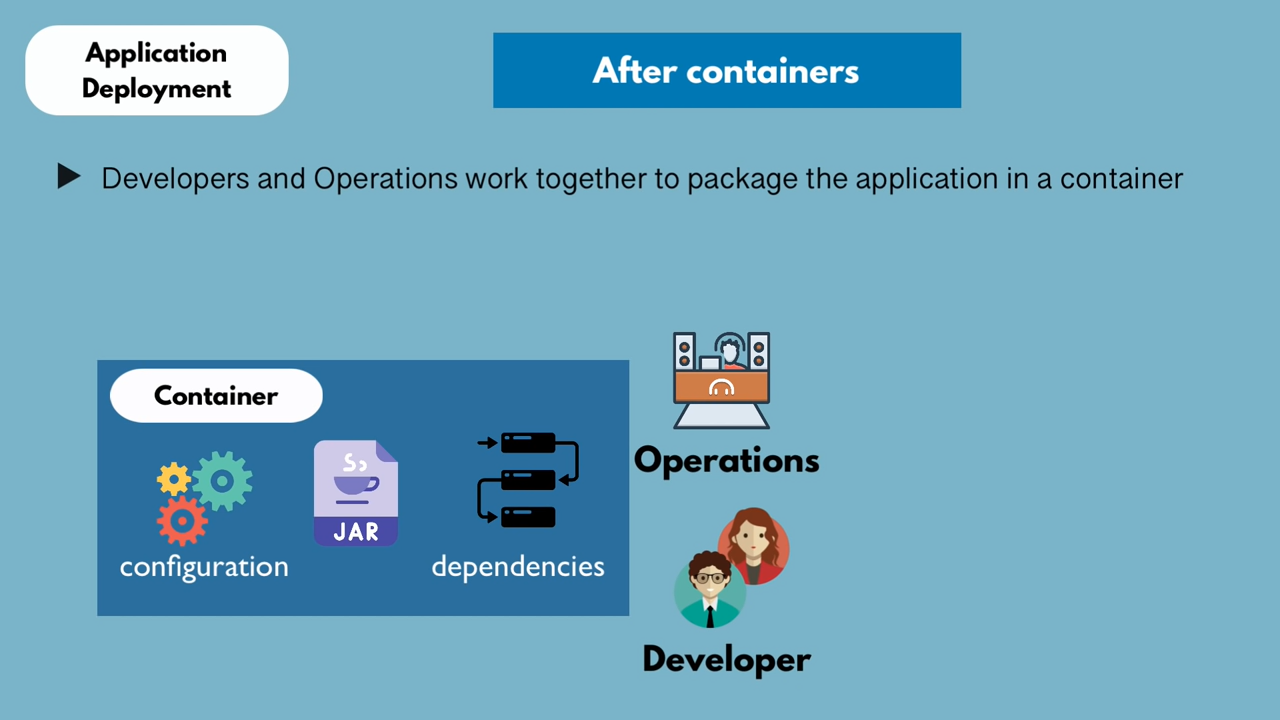 Application
Deployment
After containers
Developers and Operations work together to package the application in a container
Container
JAR
configuration
dependencies
Operations
Developer